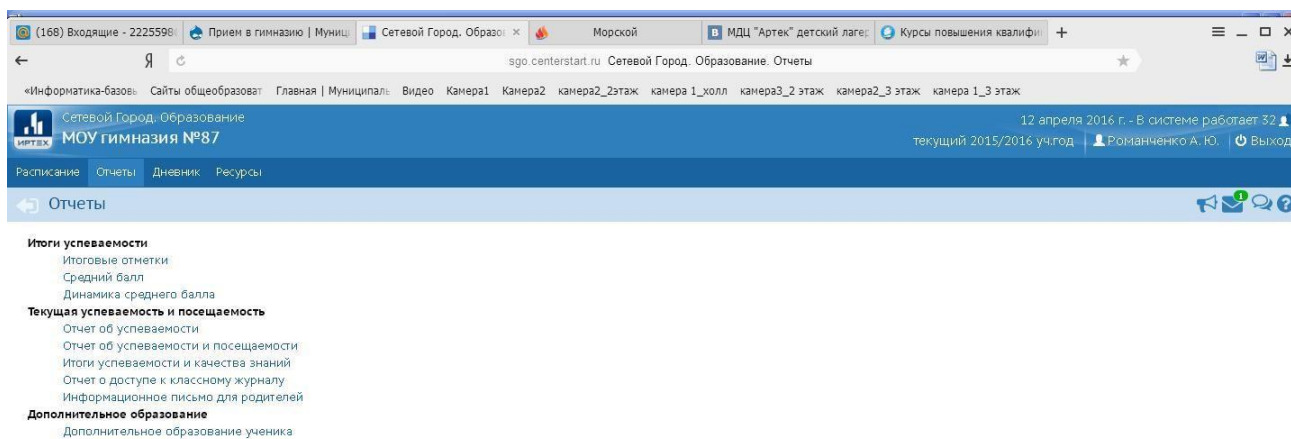 (168) Входящие - 2225598
Прием в гимназию | Муници
Сетевой Город. Образо ×
Морской
В МДЦ "Артек" детский лагер
Курсы повышения квалифи
+
Я sgo.centerstart.ru Сетевой Город. Образование. Отчеты
«Информатика-базовь Сайты общеобразоват Главная | Муниципаль Видео Камера1 Камера2 камера2_2этаж камера 1_холл камера3_2 этаж камера2_3 этаж камера 1_3 этаж
Сетевой Город. Образование
12 апреля 2016 г. - В системе работает 32
ИРТЕХ
МОУ гимназия №87
текущий 2015/2016 уч.год Романченко А. Ю. Выход
Расписание Отчеты Дневник Ресурсы
Отчеты
1
?
Итоги успеваемости
Итоговые отметки
Средний балл
Динамика среднего балла
Текущая успеваемость и посещаемость
Отчет об успеваемости
Отчет об успеваемости и посещаемости
Итоги успеваемости и качества знаний
Отчет о доступе к классному журналу
Информационное письмо для родителей
Дополнительное образование
Дополнительное образование ученика